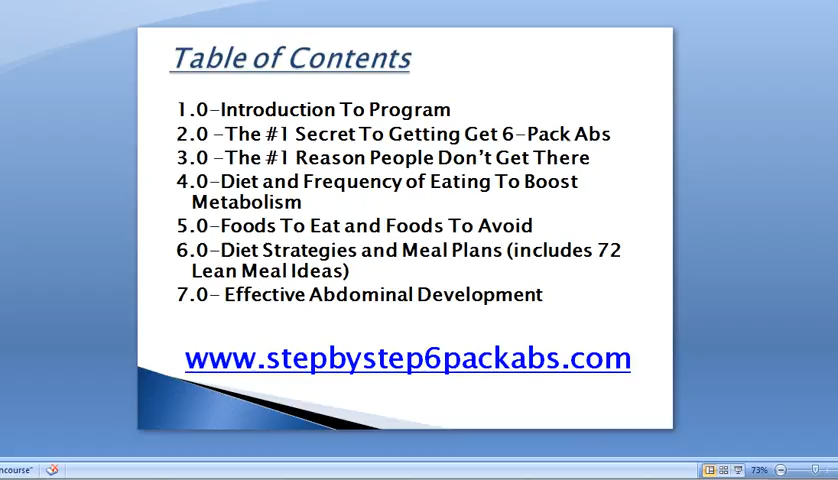 Table of Contents
1.0-Introduction To Program
2.0 -The #1 Secret To Getting Get 6-Pack Abs
3.0 -The #1 Reason People Don't Get There
4.0-Diet and Frequency of Eating To Boost
Metabolism
5.0-Foods To Eat and Foods To Avoid
6.0-Diet Strategies and Meal Plans (includes 72
Lean Meal Ideas)
7.0- Effective Abdominal Development
www.stepbystep6packabs.com
ncourse"
73%